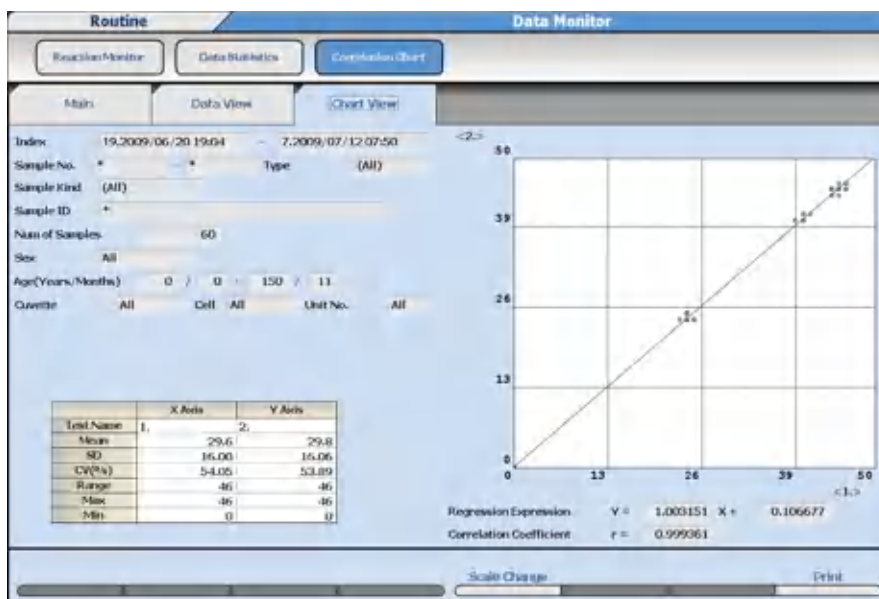 Routine
Data Monitor
Reaction Monitor
Data Statistics
Correlation Chart
Main
Data View
Chart View
Index 19.2009/06/20 19:04 - 7.2009/07/12 07:50
Sample No. * - * Type (All)
Sample Kind (All)
Sample ID *
Num of Samples 60
Sex All
Age(Years/Months) 0 / 0 - 150 / 11
Cuvette All Cell All Unit No. All
X Axis Y Axis
Test Name 1. 2.
Mean 29.6 29.8
SD 16.00 16.06
CV(%) 54.05 53.89
Range 46 46
Max 46 46
Min 0 0
<2.>
50
39
26
13
0
0 13 26 39 50
<1.>
Regression Expression Y = 1.003151 X + 0.106677
Correlation Coefficient r = 0.999361
Scale Change
Print